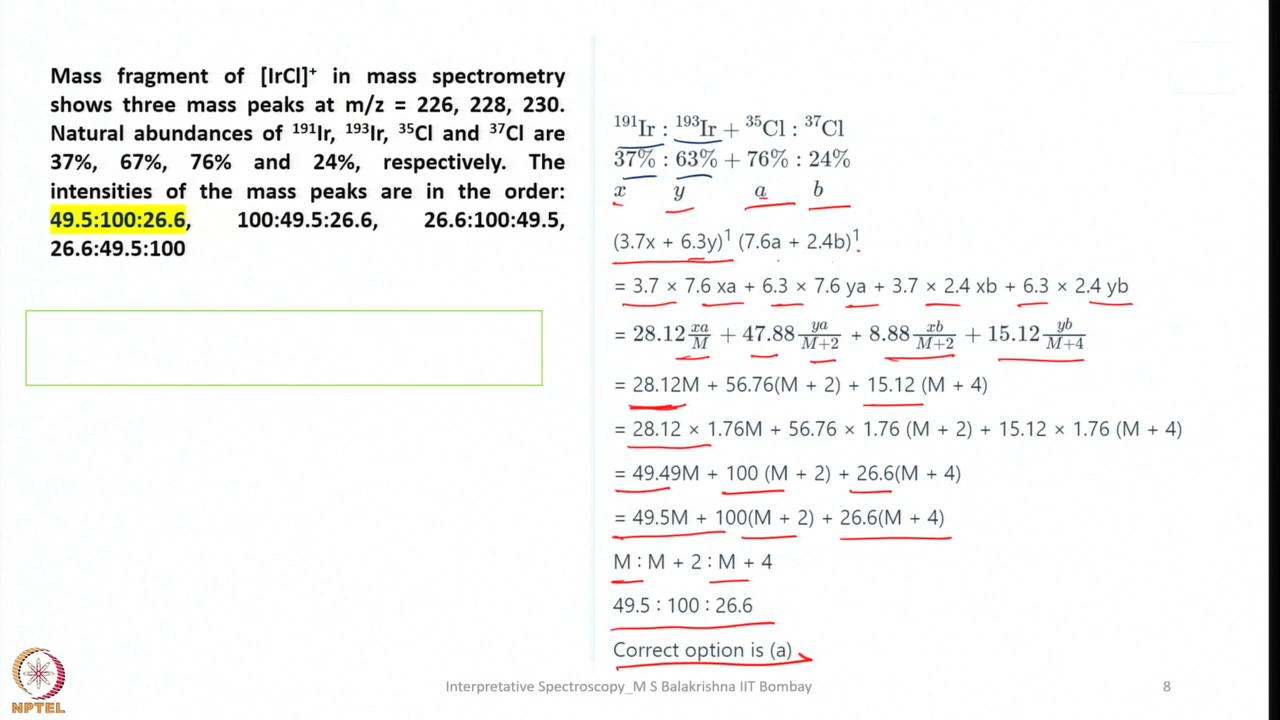 Mass fragment of [IrCl]⁺ in mass spectrometry
shows three mass peaks at m/z = 226, 228, 230.
Natural abundances of ¹⁹¹Ir, ¹⁹³Ir, ³⁵Cl and ³⁷Cl are
37%, 67%, 76% and 24%, respectively. The
intensities of the mass peaks are in the order:
49.5:100:26.6, 100:49.5:26.6, 26.6:100:49.5,
26.6:49.5:100
¹⁹¹Ir : ¹⁹³Ir + ³⁵Cl : ³⁷Cl
37% : 63% + 76% : 24%
x y a b
(3.7x + 6.3y)¹ (7.6a + 2.4b)¹
= 3.7 × 7.6 xa + 6.3 × 7.6 ya + 3.7 × 2.4 xb + 6.3 × 2.4 yb
= 28.12 xa/M + 47.88 ya/M+2 + 8.88 xb/M+2 + 15.12 yb/M+4
= 28.12M + 56.76(M + 2) + 15.12 (M + 4)
= 28.12 × 1.76M + 56.76 × 1.76 (M + 2) + 15.12 × 1.76 (M + 4)
= 49.49M + 100 (M + 2) + 26.6(M + 4)
= 49.5M + 100(M + 2) + 26.6(M + 4)
M : M + 2 : M + 4
49.5 : 100 : 26.6
Correct option is (a)
NPTEL
Interpretative Spectroscopy_M S Balakrishna IIT Bombay
8